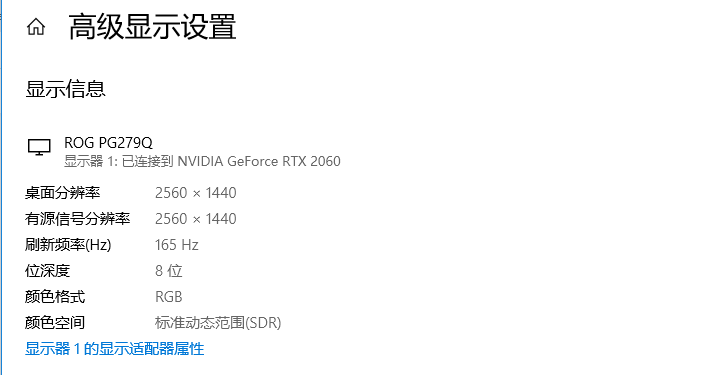 高级显示设置
显示信息
ROG PG279Q
显示器 1: 已连接到 NVIDIA GeForce RTX 2060
桌面分辨率 2560 × 1440
有源信号分辨率 2560 × 1440
刷新频率(Hz) 165 Hz
位深度 8 位
颜色格式 RGB
颜色空间 标准动态范围(SDR)
显示器 1 的显示适配器属性